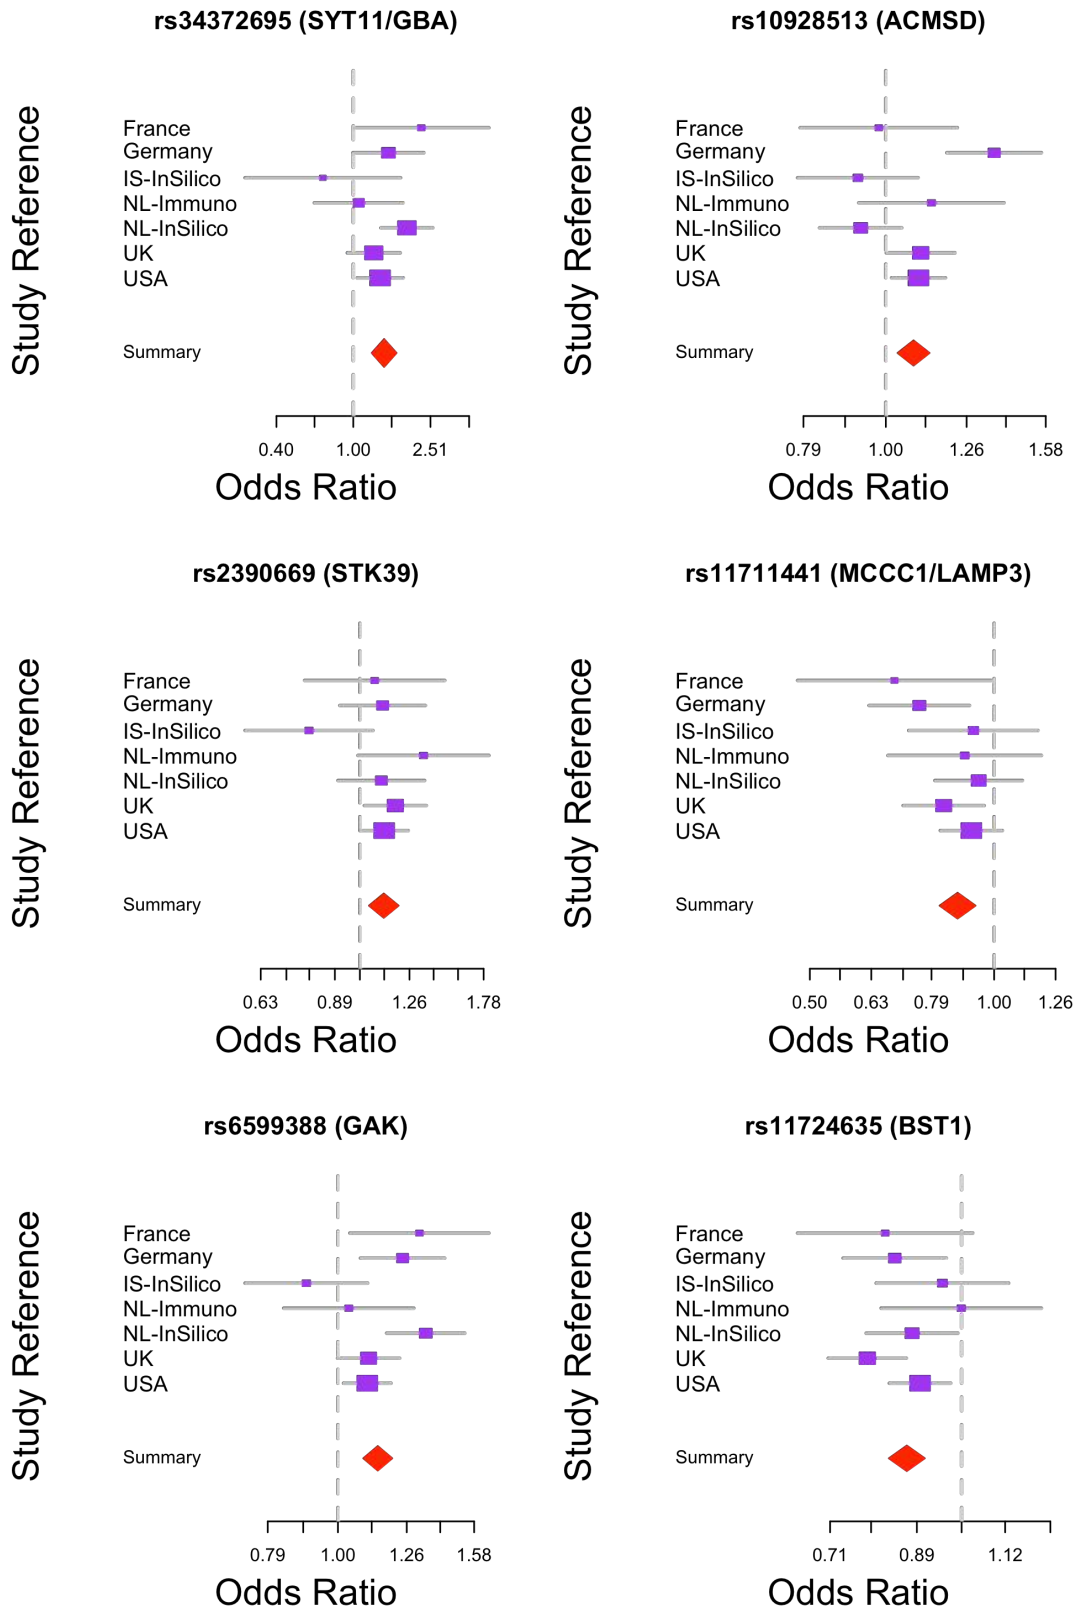 rs34372695 (SYT11/GBA)
Study Reference
France
Germany
IS-InSilico
NL-Immuno
NL-InSilico
UK
USA
Summary
0.40 1.00 2.51
Odds Ratio
rs10928513 (ACMSD)
Study Reference
France
Germany
IS-InSilico
NL-Immuno
NL-InSilico
UK
USA
Summary
0.79 1.00 1.26 1.58
Odds Ratio
rs2390669 (STK39)
Study Reference
France
Germany
IS-InSilico
NL-Immuno
NL-InSilico
UK
USA
Summary
0.63 0.89 1.26 1.78
Odds Ratio
rs11711441 (MCCC1/LAMP3)
Study Reference
France
Germany
IS-InSilico
NL-Immuno
NL-InSilico
UK
USA
Summary
0.50 0.63 0.79 1.00 1.26
Odds Ratio
rs6599388 (GAK)
Study Reference
France
Germany
IS-InSilico
NL-Immuno
NL-InSilico
UK
USA
Summary
0.79 1.00 1.26 1.58
Odds Ratio
rs11724635 (BST1)
Study Reference
France
Germany
IS-InSilico
NL-Immuno
NL-InSilico
UK
USA
Summary
0.71 0.89 1.12
Odds Ratio